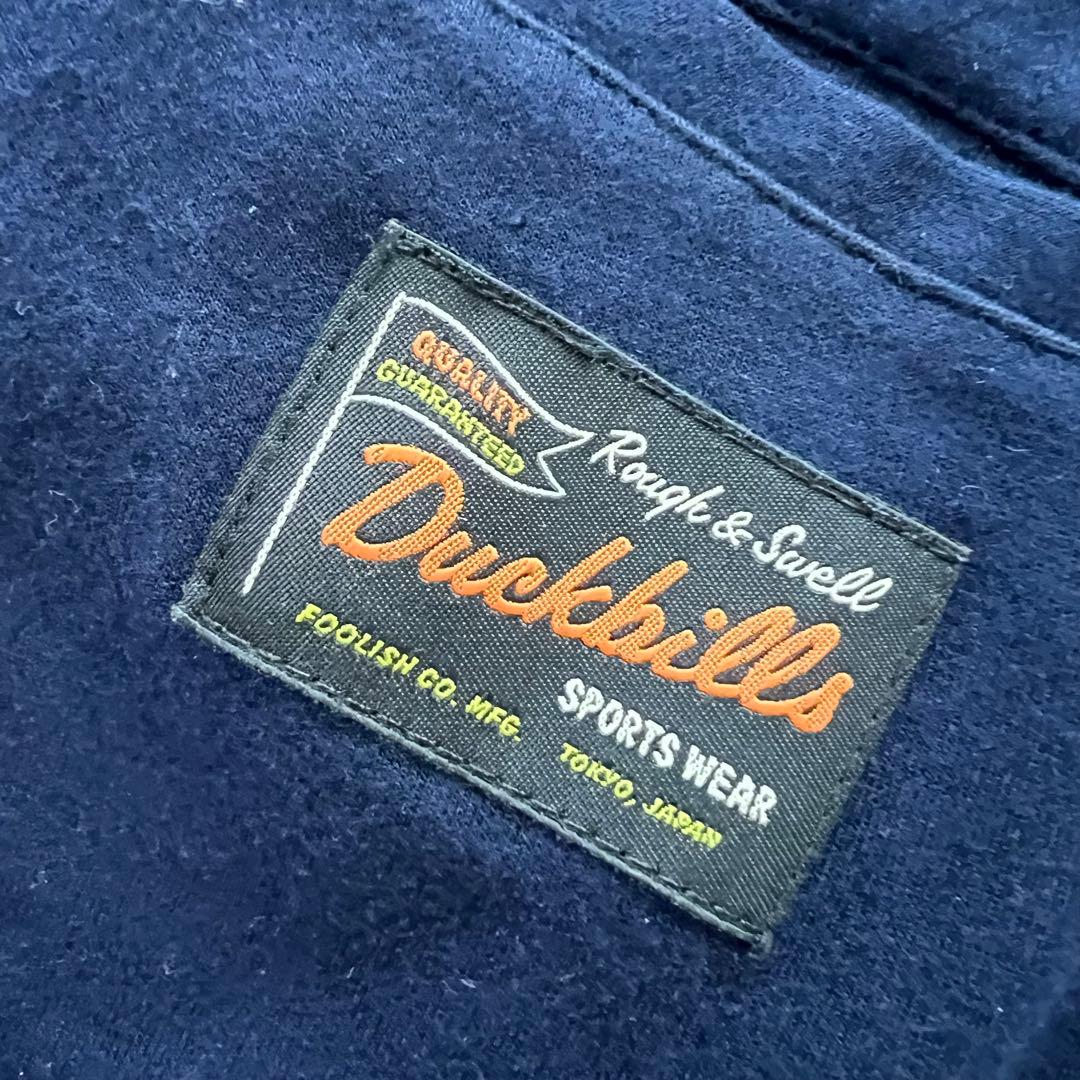 QUALITY
GUARANTEED
Rough & Swell
Duckbills
SPORTS WEAR
FOOLISH CO. MFG. TOKYO, JAPAN